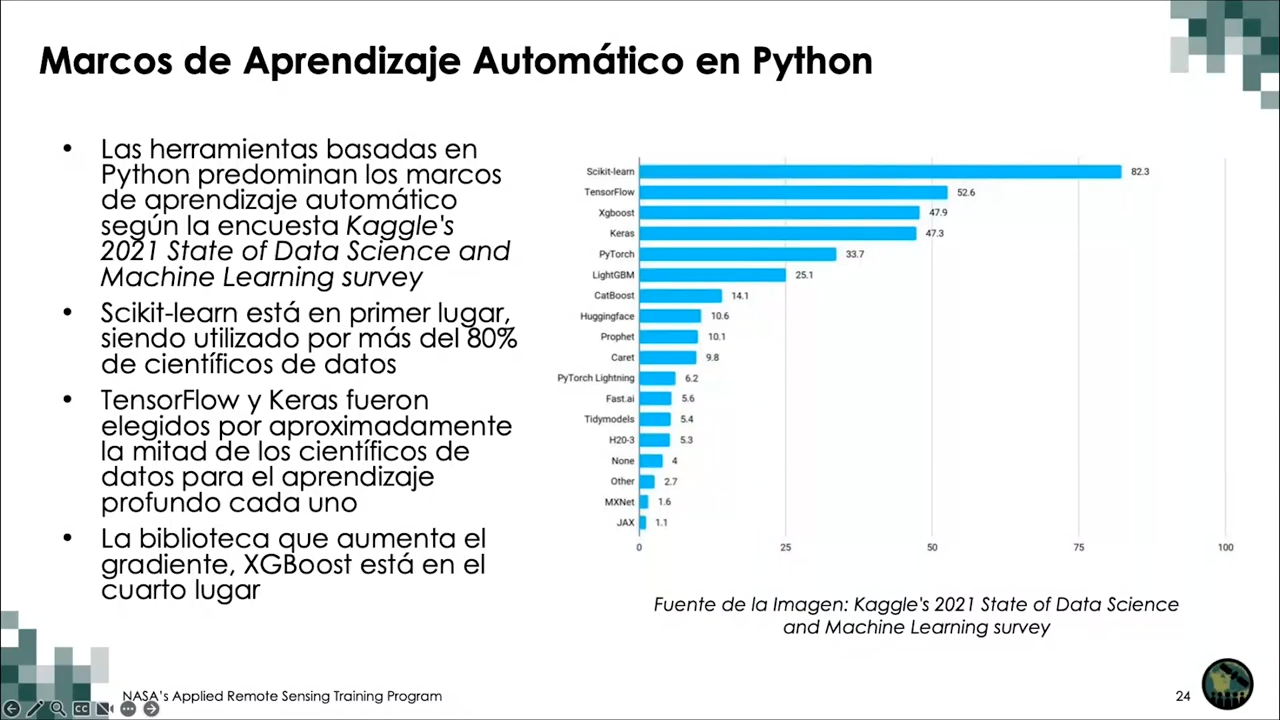 Marcos de Aprendizaje Automático en Python
• Las herramientas basadas en
Python predominan los marcos
de aprendizaje automático
según la encuesta Kaggle's
2021 State of Data Science and
Machine Learning survey
• Scikit-learn está en primer lugar,
siendo utilizado por más del 80%
de científicos de datos
• TensorFlow y Keras fueron
elegidos por aproximadamente
la mitad de los científicos de
datos para el aprendizaje
profundo cada uno
• La biblioteca que aumenta el
gradiente, XGBoost está en el
cuarto lugar
Scikit-learn 82.3
TensorFlow 52.6
Xgboost 47.9
Keras 47.3
PyTorch 33.7
LightGBM 25.1
CatBoost 14.1
Huggingface 10.6
Prophet 10.1
Caret 9.8
PyTorch Lightning 6.2
Fast.ai 5.6
Tidymodels 5.4
H20-3 5.3
None 4
Other 2.7
MXNet 1.6
JAX 1.1
0 25 50 75 100
Fuente de la Imagen: Kaggle's 2021 State of Data Science
and Machine Learning survey
NASA's Applied Remote Sensing Training Program
CC
24